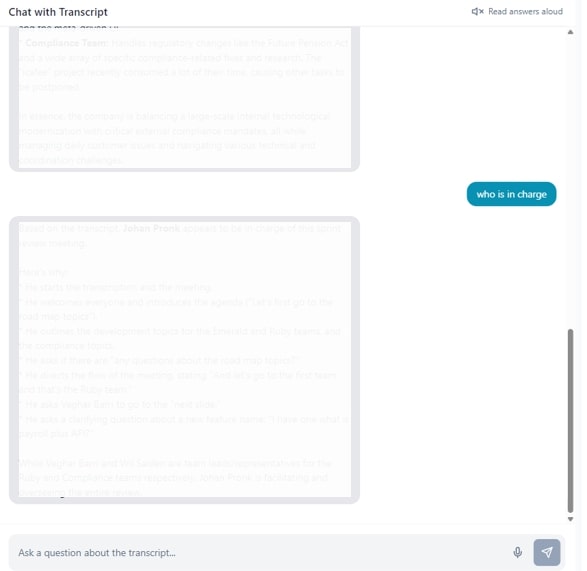 Chat with Transcript
Read answers aloud
* Compliance Team: Handles regulatory changes like the Future Pension Act
and a wide array of specific compliance-related fixes and research. The
project recently consumed a lot of their time, causing other tasks to
be postponed.
In essence, the company is balancing a large-scale internal technological
modernization with critical external compliance mandates, all while
managing daily customer issues and navigating various technical and
coordination challenges.
who is in charge
Based on the transcript, Johan Pronk appears to be in charge of this sprint
review meeting.
Here's why:
* He starts the transcription and the meeting.
* He welcomes everyone and introduces the agenda ("Let's first go to the
road map topics").
* He outlines the development topics for the Emerald and Ruby teams, and
the compliance topics.
* He asks if there are "any questions about the road map topics?"
* He directs the flow of the meeting, stating "And let's go to the first team
and that's the Ruby team."
* He asks Veghar Earn to go to the "next slide."
* He asks a clarifying question about a new feature name: "I have one what is
payroll plus API?"
While Veghar Earn and Wil Saiden are team leads/representatives for the
Ruby and Compliance teams respectively, Johan Pronk is facilitating and
overseeing the entire review.
Ask a question about the transcript...